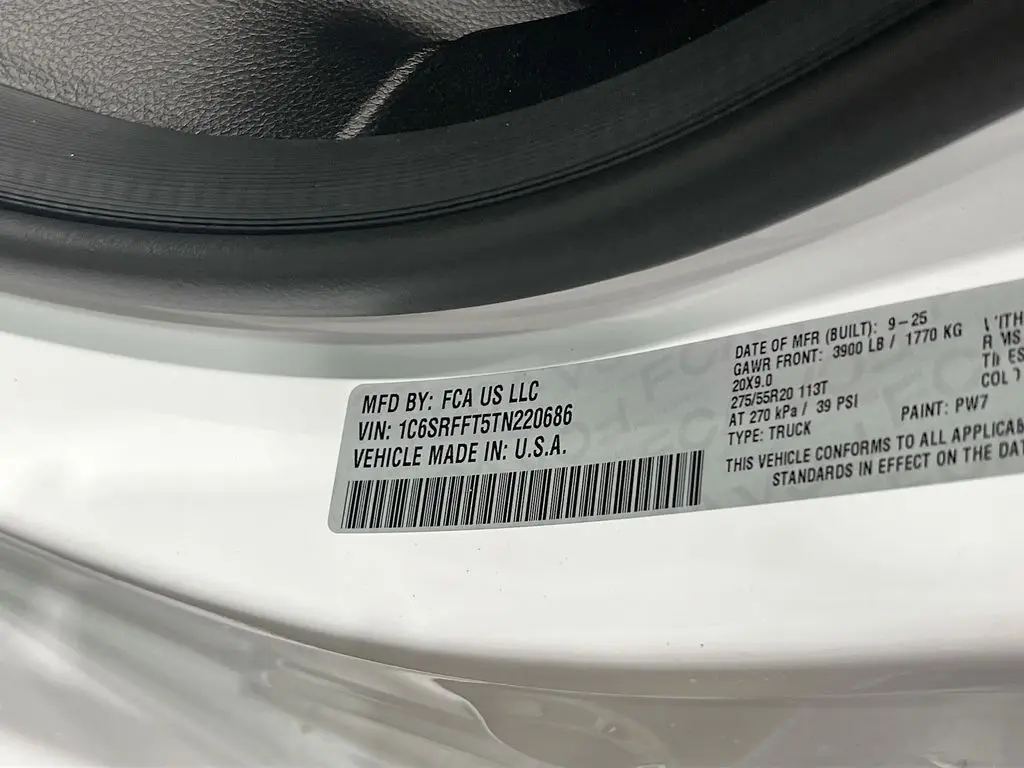 MFD BY: FCA US LLC
VIN: 1C6SRFFT5TN220686
VEHICLE MADE IN: U.S.A.
DATE OF MFR (BUILT): 9-25
GAWR FRONT: 3900 LB / 1770 KG
20X9.0
275/55R20 113T
AT 270 kPa / 39 PSI
TYPE: TRUCK
PAINT: PW7
THIS VEHICLE CONFORMS TO ALL
STANDARDS IN EFFECT ON THE